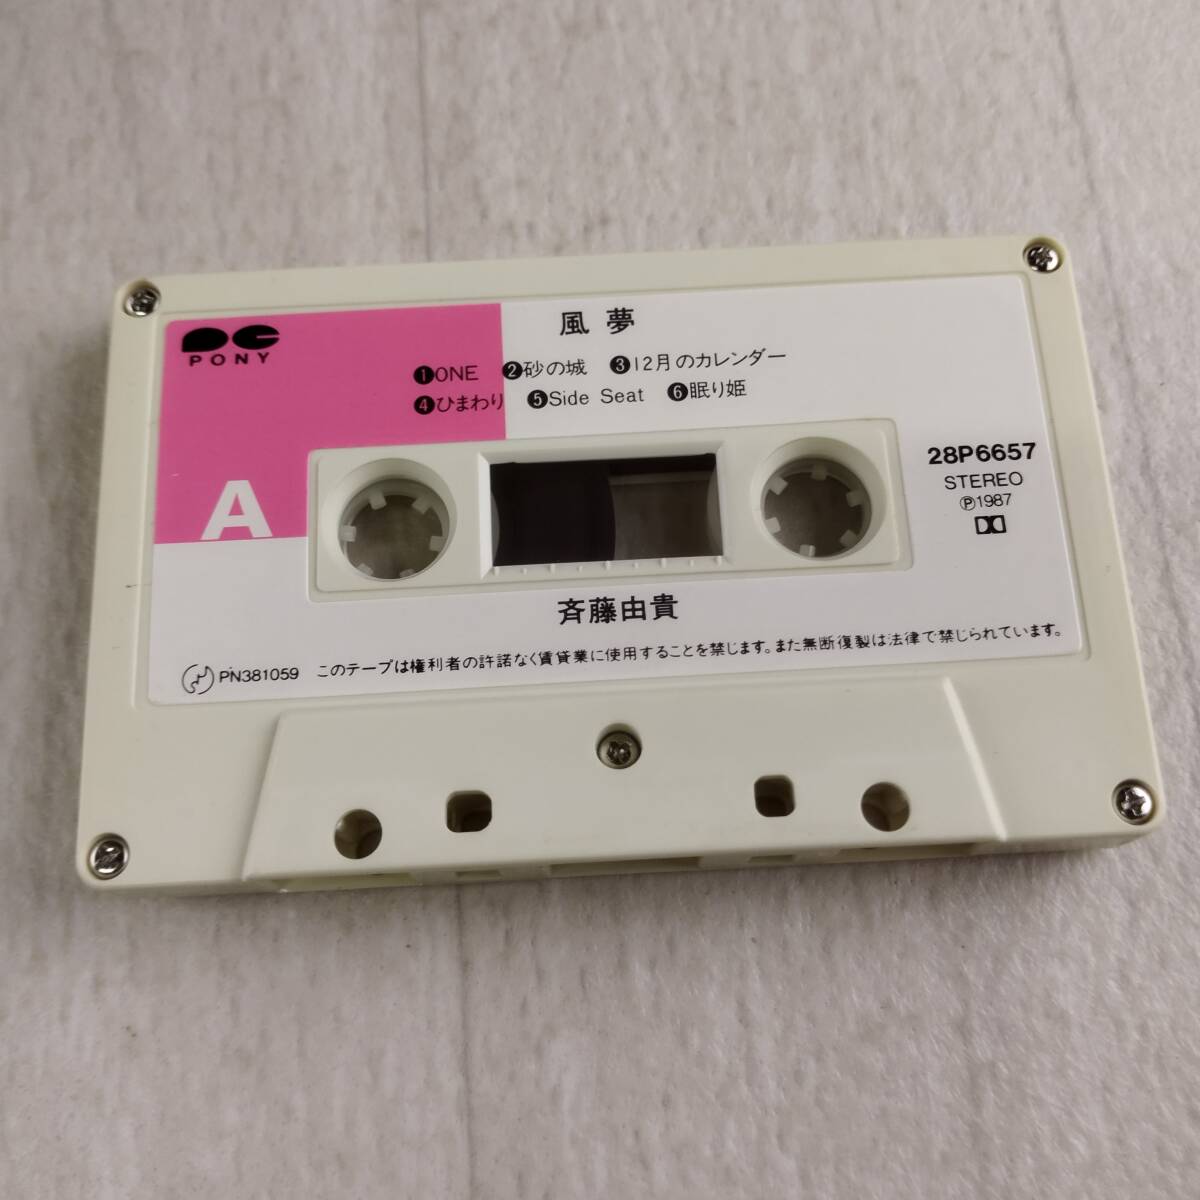 PONY
風夢
❶ONE ❷砂の城 ❸12月のカレンダー
❹ひまわり ❺Side Seat ❻眠り姫
A
28P6657
STEREO
Ⓟ1987
斉藤由貴
PN381059 このテープは権利者の許諾なく賃貸業に使用することを禁じます。また無断復製は法律で禁じられています。